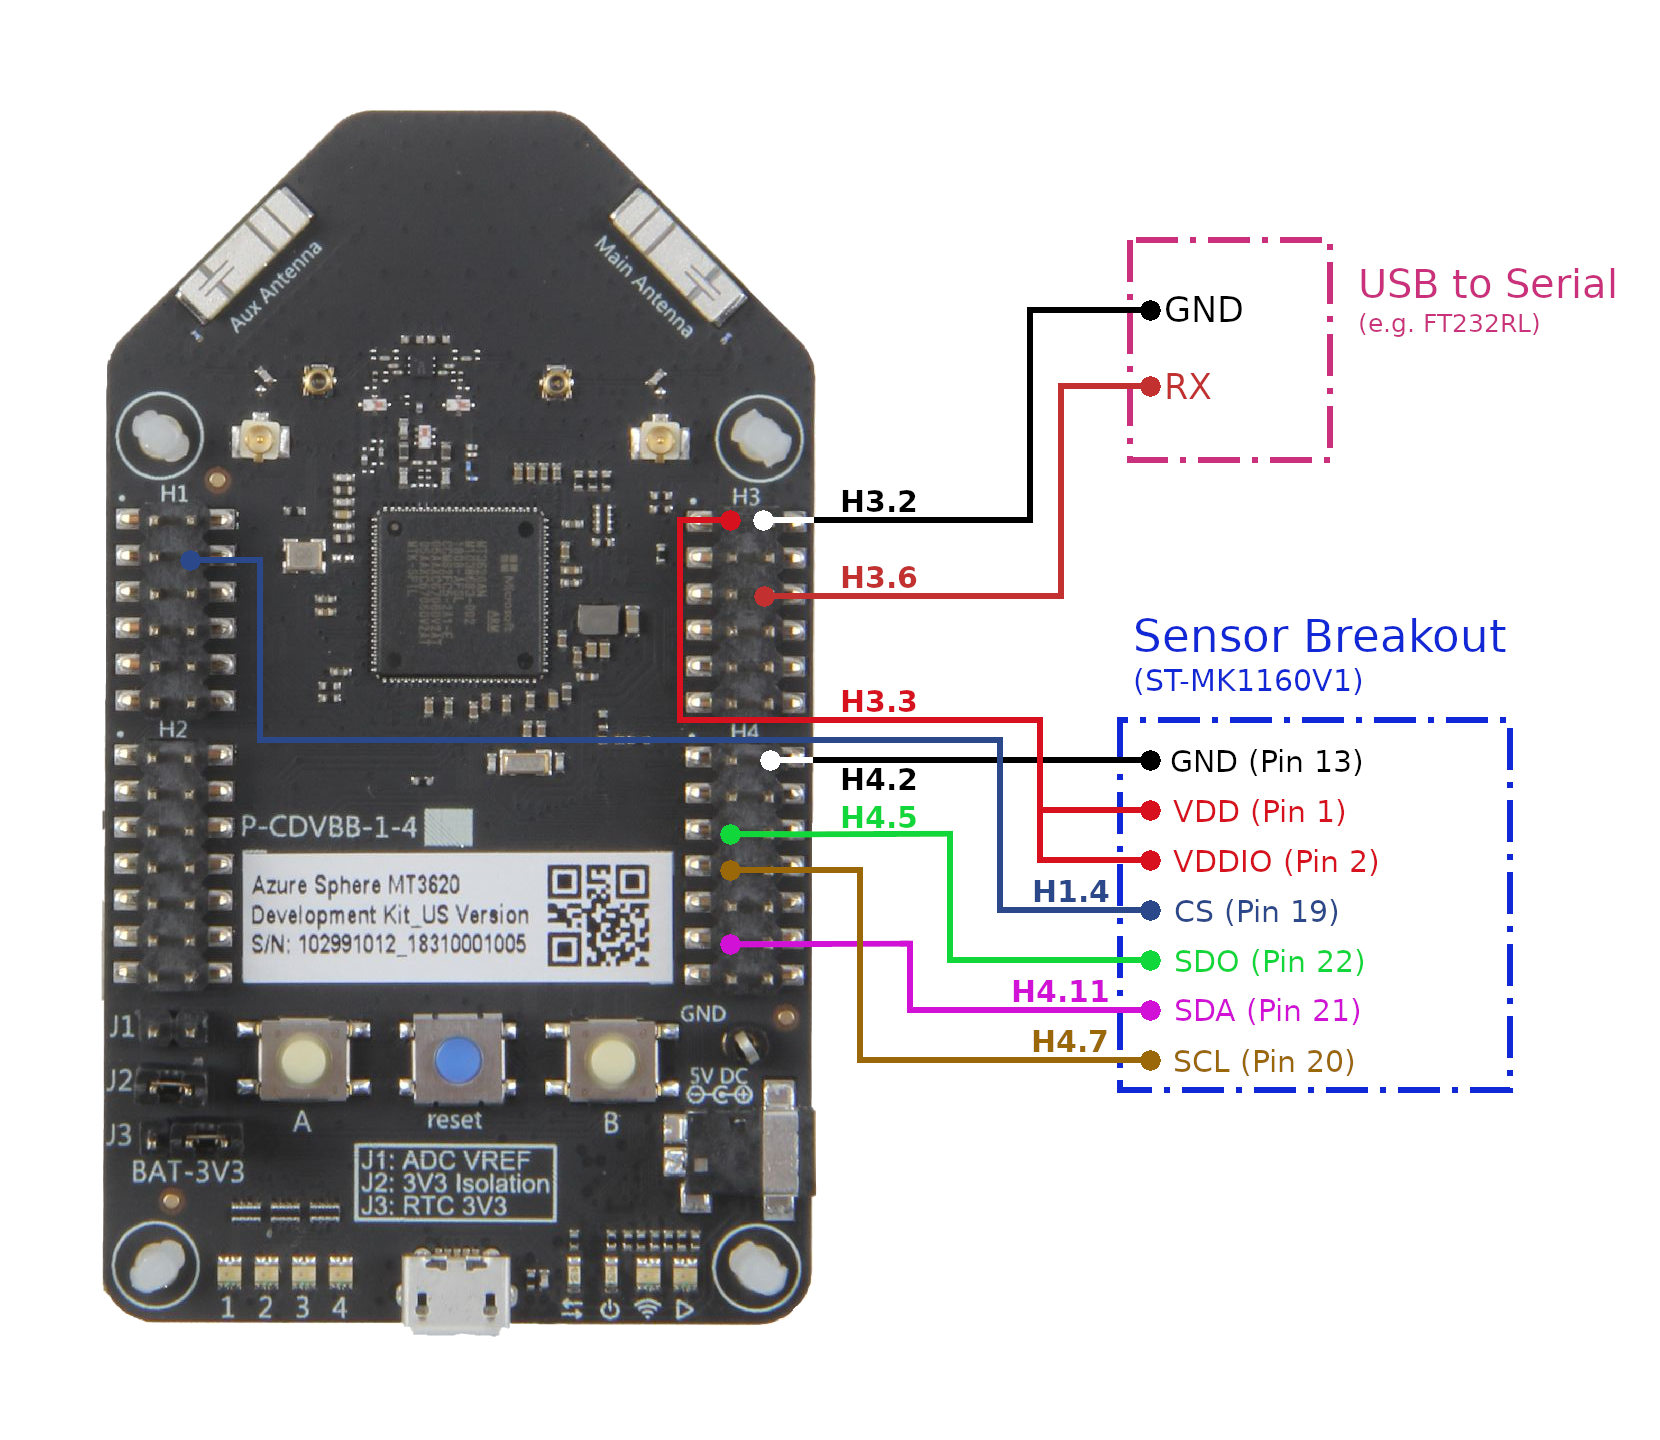 Aux Antenna
Main Antenna
H1
H3
H3.2
H3.6
H3.3
H2
H4
H4.2
H4.5
H1.4
H4.11
H4.7
USB to Serial
(e.g. FT232RL)
GND
RX
Sensor Breakout
(ST-MK1160V1)
GND (Pin 13)
VDD (Pin 1)
VDDIO (Pin 2)
CS (Pin 19)
SDO (Pin 22)
SDA (Pin 21)
SCL (Pin 20)
Microsoft
ARM
P-CDVBB-1-4
Azure Sphere MT3620
Development Kit_US Version
S/N: 102991012_18310001005
J1
J2
J3
BAT-3V3
A
reset
B
GND
5V DC
J1: ADC VREF
J2: 3V3 Isolation
J3: RTC 3V3
1 2 3 4